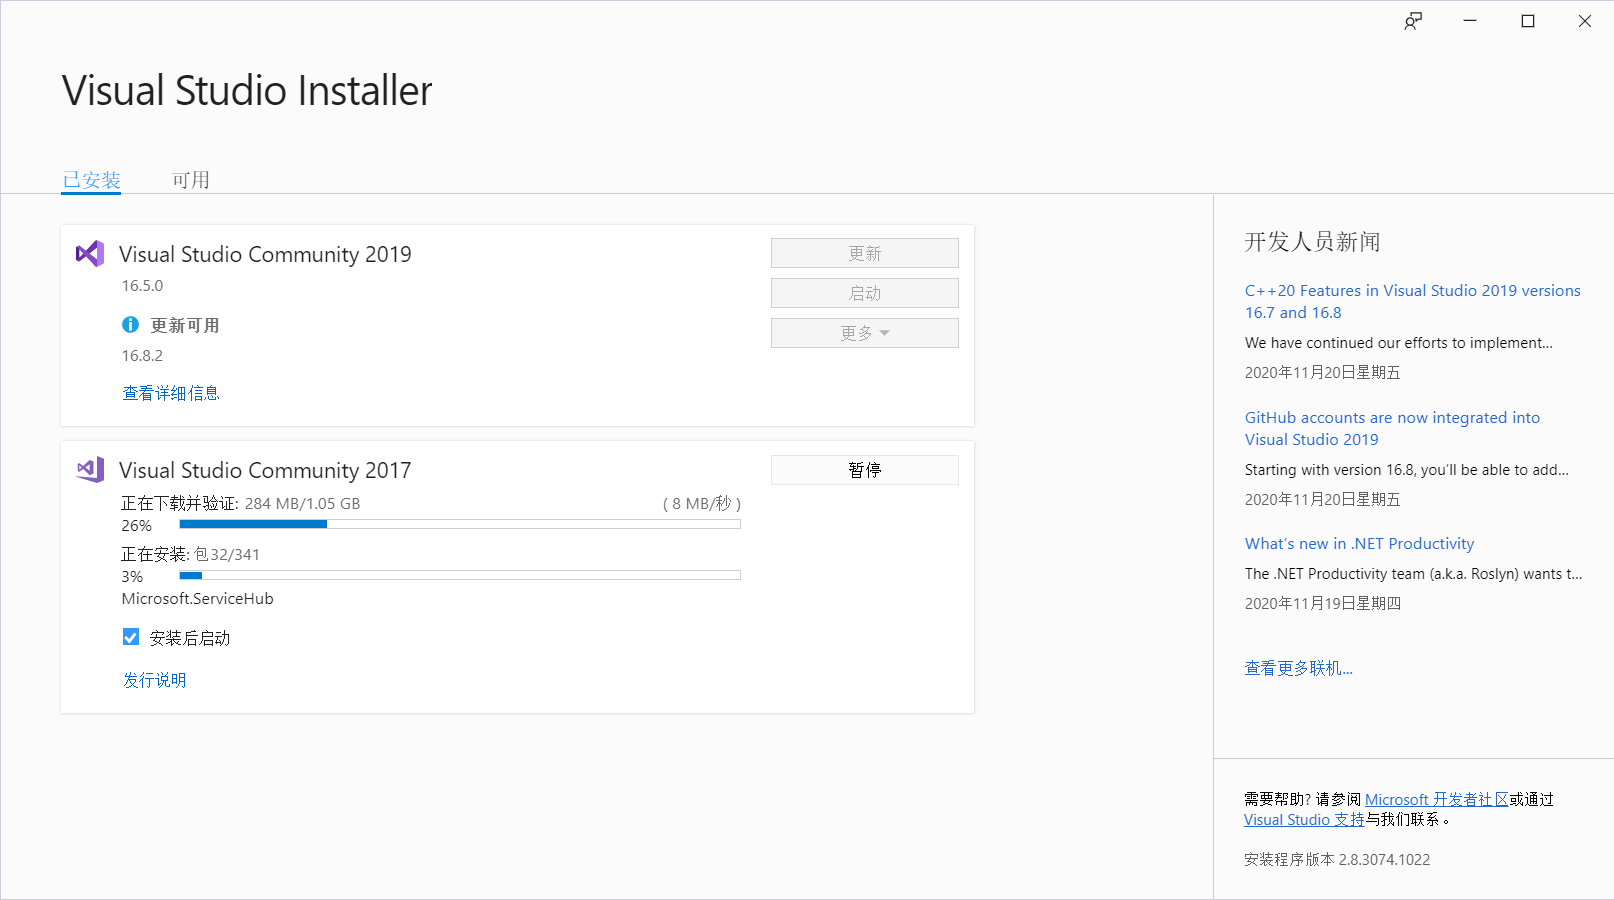 Visual Studio Installer
已安装
可用
Visual Studio Community 2019
16.5.0
更新可用
16.8.2
查看详细信息
更新
启动
更多
Visual Studio Community 2017
暂停
正在下载并验证: 284 MB/1.05 GB
( 8 MB/秒 )
26%
正在安装: 包32/341
3%
Microsoft.ServiceHub
安装后启动
发行说明
开发人员新闻
C++20 Features in Visual Studio 2019 versions
16.7 and 16.8
We have continued our efforts to implement...
2020年11月20日星期五
GitHub accounts are now integrated into
Visual Studio 2019
Starting with version 16.8, you’ll be able to add...
2020年11月20日星期五
What’s new in .NET Productivity
The .NET Productivity team (a.k.a. Roslyn) wants t...
2020年11月19日星期四
查看更多联机...
需要帮助? 请参阅 Microsoft 开发者社区或通过
Visual Studio 支持与我们联系。
安装程序版本 2.8.3074.1022